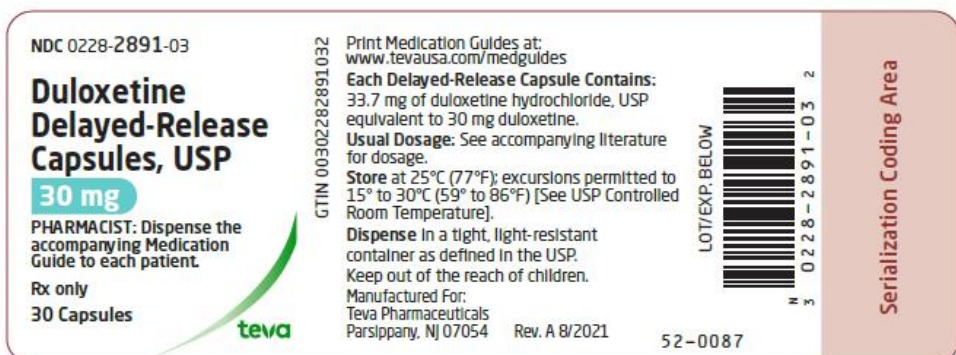 NDC 0228-2891-03
Duloxetine
Delayed-Release
Capsules, USP
30 mg
PHARMACIST: Dispense the
accompanying Medication
Guide to each patient.
Rx only
30 Capsules
teva
GTIN 00302282891032
Print Medication Guides at:
www.tevausa.com/medguides
Each Delayed-Release Capsule Contains:
33.7 mg of duloxetine hydrochloride, USP
equivalent to 30 mg duloxetine.
Usual Dosage: See accompanying literature
for dosage.
Store at 25°C (77°F); excursions permitted to
15° to 30°C (59° to 86°F) [See USP Controlled
Room Temperature].
Dispense in a tight, light-resistant
container as defined in the USP.
Keep out of the reach of children.
Manufactured For:
Teva Pharmaceuticals
Parsippany, NJ 07054 Rev. A 8/2021
52-0087
LOT/EXP. BELOW
N
3 0228-2891-03 2
Serialization Coding Area